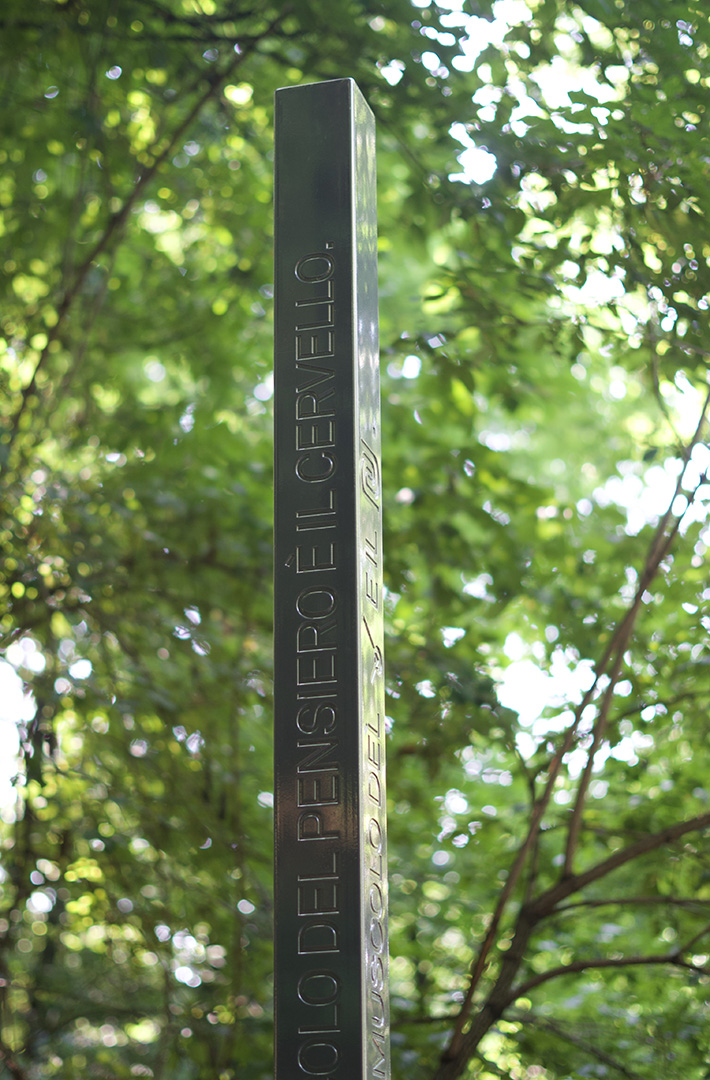 OLO DEL PENSIERO È IL CERVELLO.
MUSCOLO DEL E IL